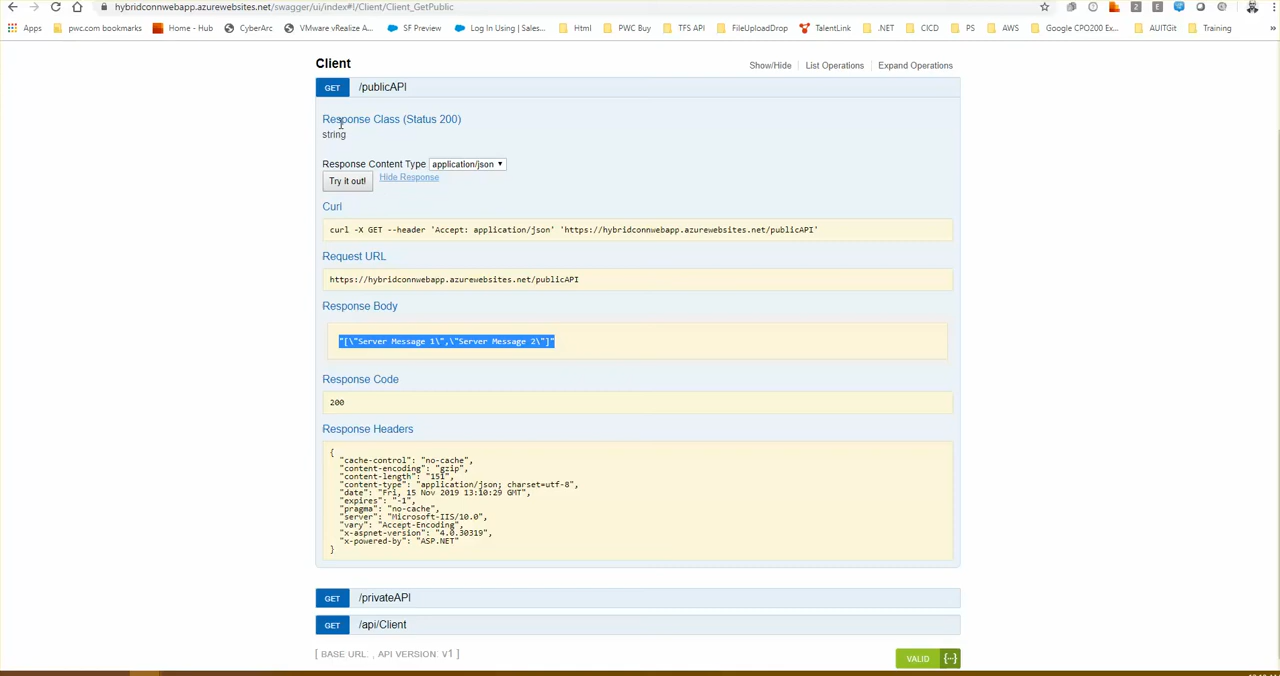 hybridconnwebapp.azurewebsites.net/swagger/ui/index#!/Client/Client_GetPublic
Apps pwc.com bookmarks Home - Hub CyberArc VMware vRealize A... SF Preview Log In Using | Sales... Html PWC Buy TFS API FileUploadDrop TalentLink .NET CICD PS AWS Google CPO200 Ex... AUITGit Training »
Client
Show/Hide List Operations Expand Operations
GET /publicAPI
Response Class (Status 200)
string
Response Content Type application/json
Try it out! Hide Response
Curl
curl -X GET --header 'Accept: application/json' 'https://hybridconnwebapp.azurewebsites.net/publicAPI'
Request URL
https://hybridconnwebapp.azurewebsites.net/publicAPI
Response Body
"[\"Server Message 1\",\"Server Message 2\"]"
Response Code
200
Response Headers
{
"cache-control": "no-cache",
"content-encoding": "gzip",
"content-length": "151",
"content-type": "application/json; charset=utf-8",
"date": "Fri, 15 Nov 2019 13:10:29 GMT",
"expires": "-1",
"pragma": "no-cache",
"server": "Microsoft-IIS/10.0",
"vary": "Accept-Encoding",
"x-aspnet-version": "4.0.30319",
"x-powered-by": "ASP.NET"
}
GET /privateAPI
GET /api/Client
[ BASE URL: , API VERSION: v1 ]
VALID {···}